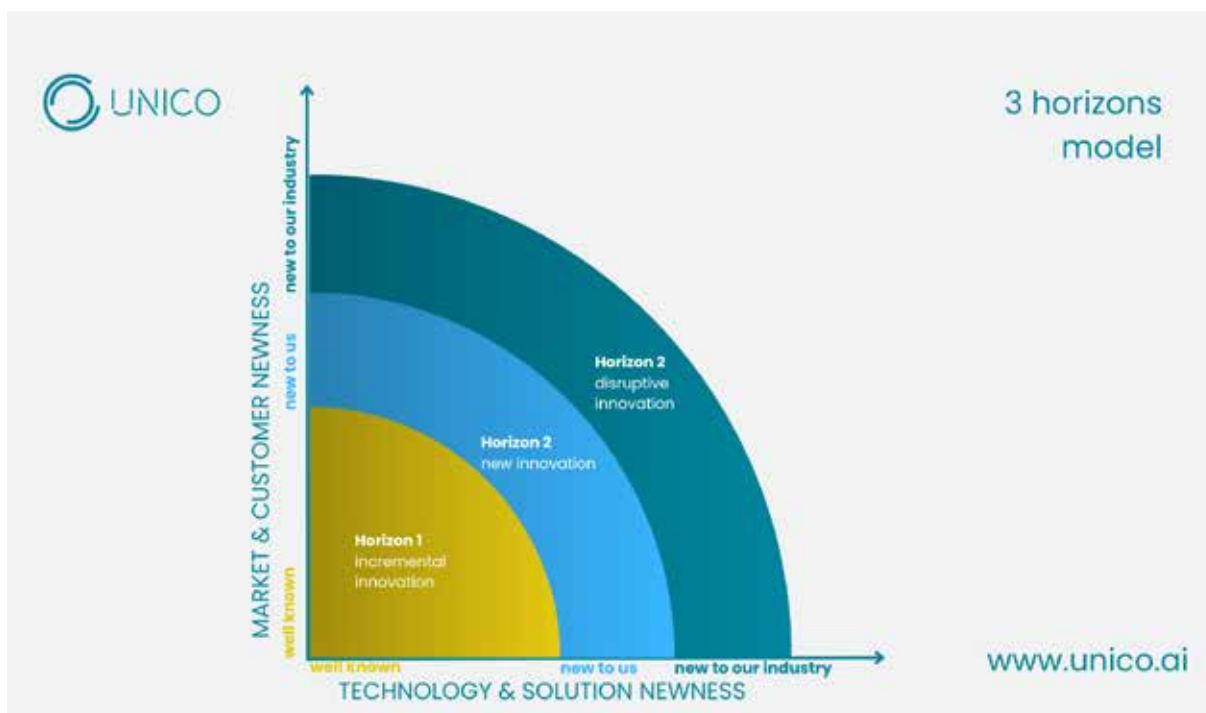 UNICO
3 horizons
model
new to our industry
new to us
well known
MARKET & CUSTOMER NEWNESS
Horizon 2
disruptive
innovation
Horizon 2
new innovation
Horizon 1
incremental
innovation
well known
new to us
new to our industry
TECHNOLOGY & SOLUTION NEWNESS
www.unico.ai